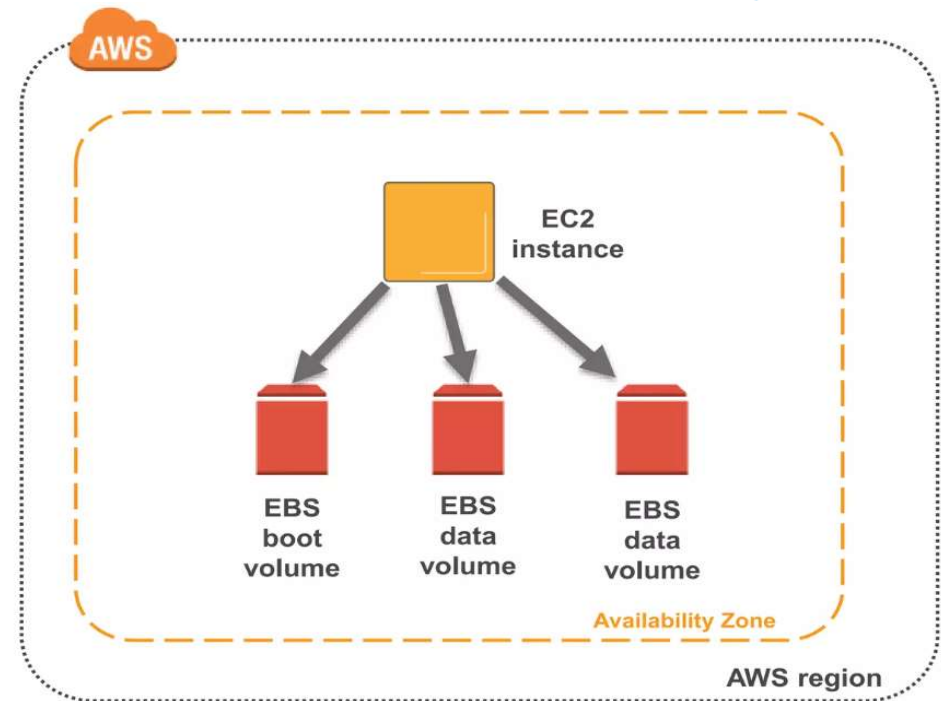 AWS
EC2
instance
EBS
boot
volume
EBS
data
volume
EBS
data
volume
Availability Zone
AWS region